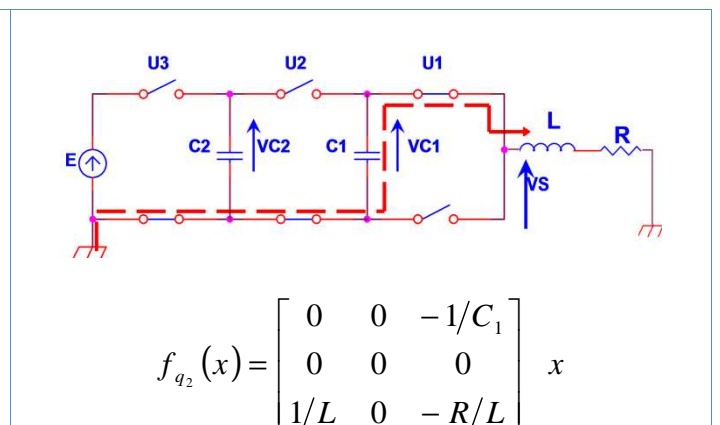 U3 U2 U1
L R
E C2 VC2 C1 VC1
VS
f_{q_2}(x) = [ 0 0 −1/C_1
0 0 0
1/L 0 −R/L ] x